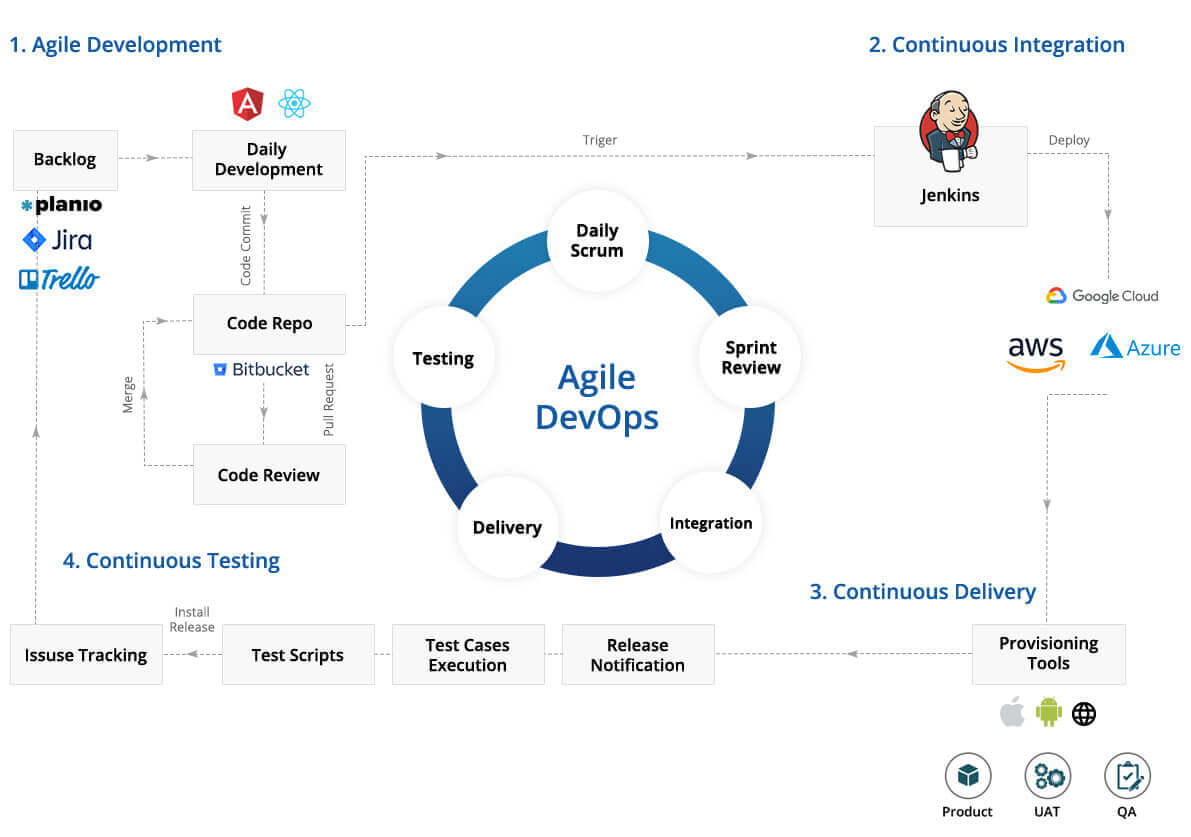 1. Agile Development
2. Continuous Integration
Backlog
Daily
Development
Triger
Deploy
Jenkins
planio
Jira
Trello
Code Commit
Code Repo
Bitbucket
Merge
Pull Request
Code Review
Daily
Scrum
Testing
Sprint
Review
Agile
DevOps
Delivery
Integration
Google Cloud
aws
Azure
4. Continuous Testing
3. Continuous Delivery
Issuse Tracking
Install
Release
Test Scripts
Test Cases
Execution
Release
Notification
Provisioning
Tools
Product
UAT
QA